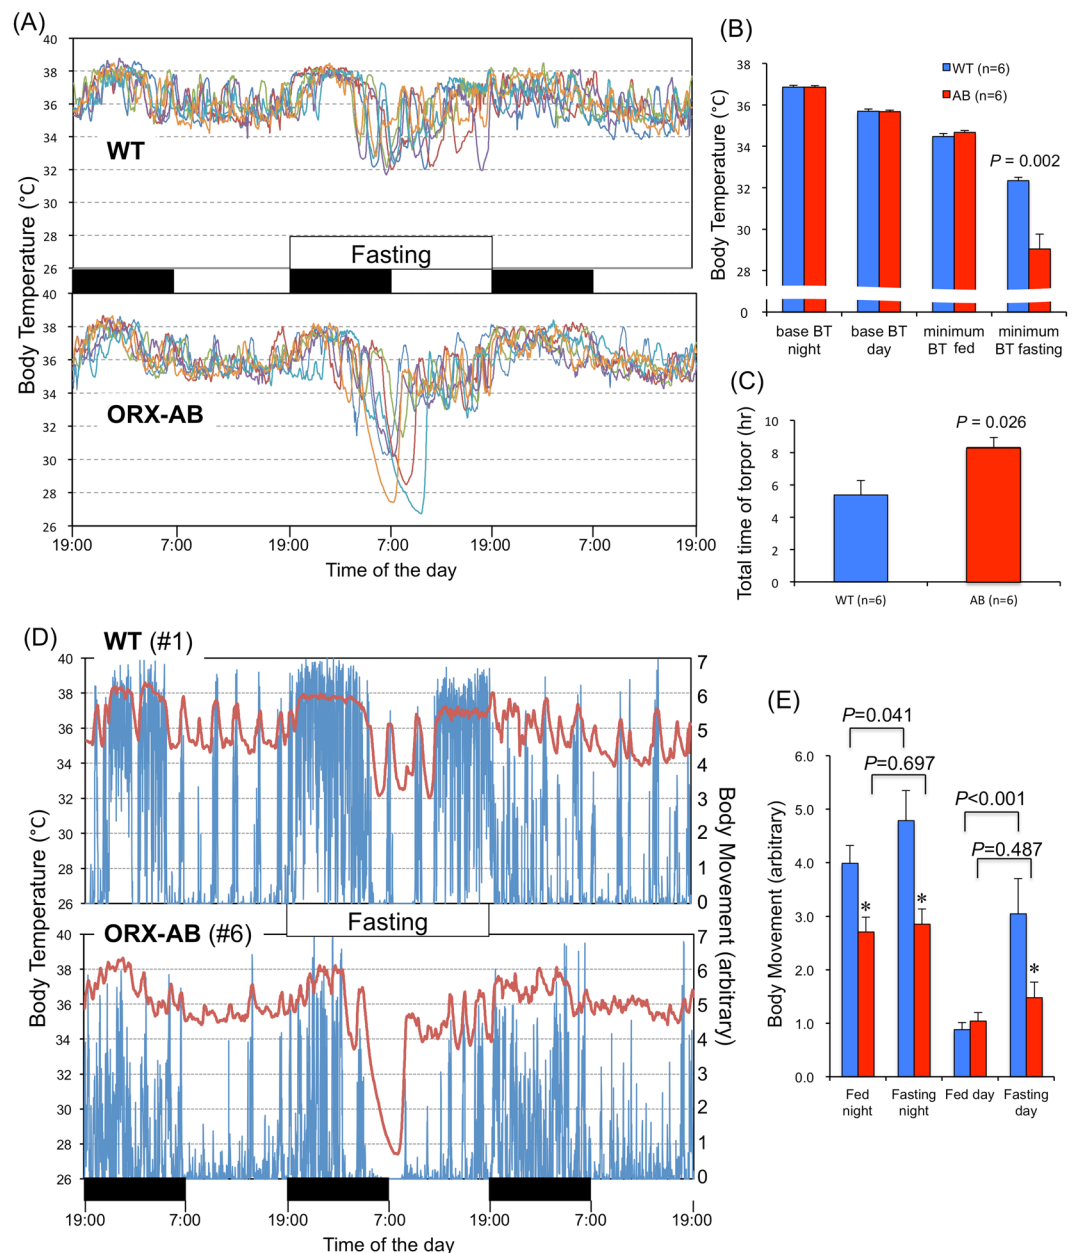 (A)
40
38
36
34
32
30
28
26
WT
Fasting
Body Temperature (°C)
40
38
36
34
32
30
28
26
ORX-AB
19:00 7:00 19:00 7:00 19:00 7:00 19:00
Time of the day
(B)
38
36
34
32
30
28
0
Body Temperature (°C)
WT (n=6)
AB (n=6)
P = 0.002
base BT night
base BT day
minimum BT fed
minimum BT fasting
(C)
10
8
6
4
2
0
Total time of torpor (hr)
P = 0.026
WT (n=6) AB (n=6)
(D)
WT (#1)
40
38
36
34
32
30
28
26
7
6
5
4
3
2
1
0
Body Temperature (°C)
Body Movement (arbitrary)
Fasting
ORX-AB (#6)
40
38
36
34
32
30
28
26
7
6
5
4
3
2
1
0
19:00 7:00 19:00 7:00 19:00 7:00 19:00
Time of the day
(E)
P=0.041
P=0.697
P<0.001
P=0.487
6.0
5.0
4.0
3.0
2.0
1.0
0.0
Body Movement (arbitrary)
*
*
*
Fed night
Fasting night
Fed day
Fasting day